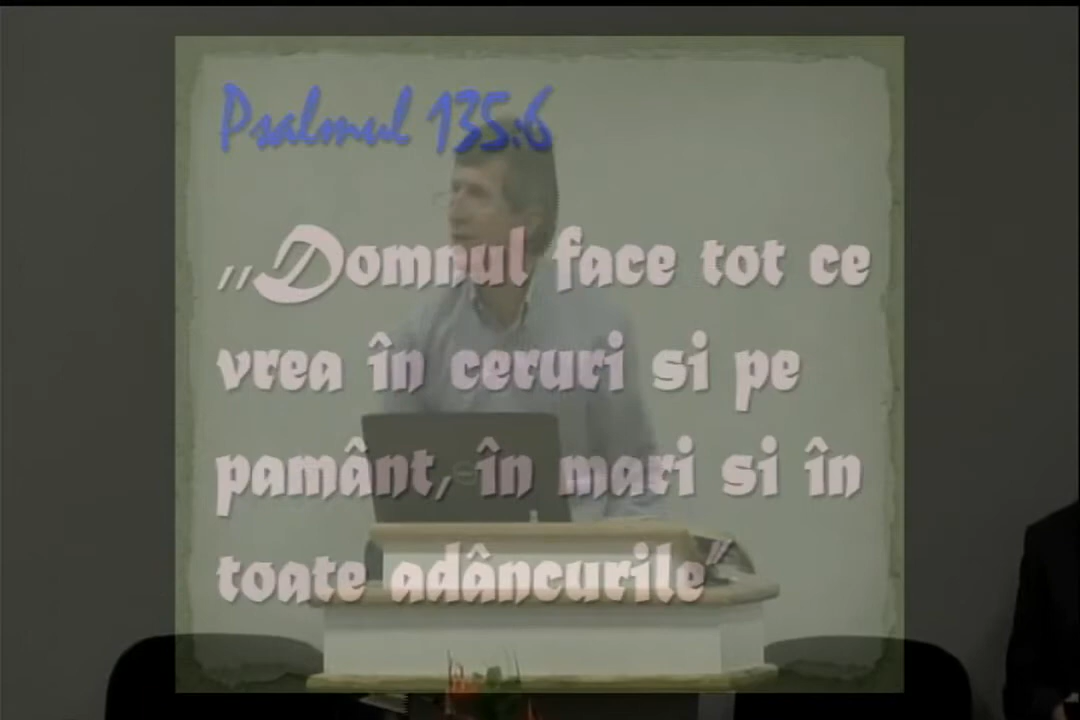 Psalmul 135:6
„Domnul face tot ce
vrea în ceruri si pe
pamânt, în mari si în
toate adâncurile”